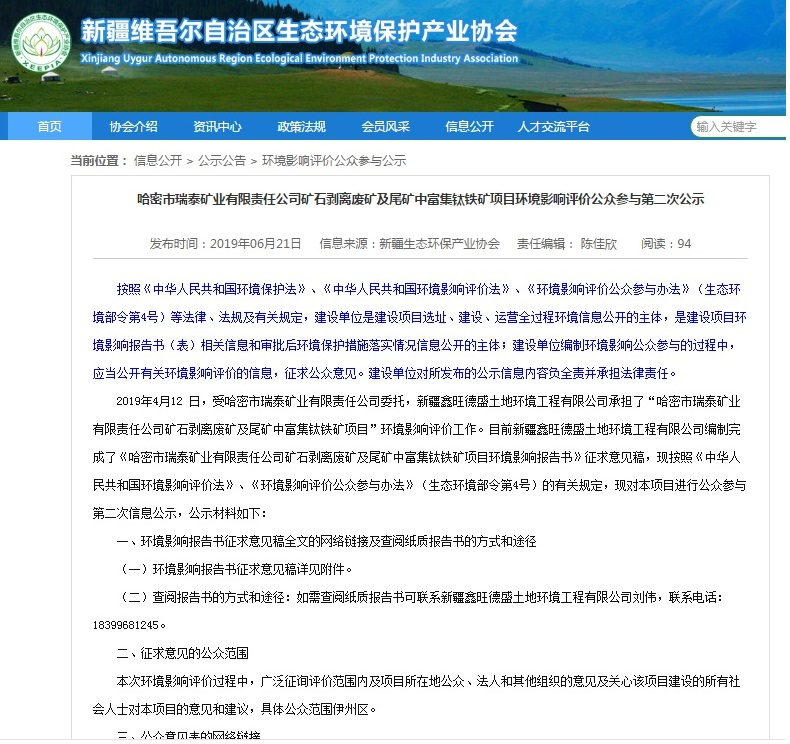 新疆维吾尔自治区生态环境保护产业协会
Xinjiang Uygur Autonomous Region Ecological Environment Protection Industry Association
XEEPIA
首页 协会介绍 资讯中心 政策法规 会员风采 信息公开 人才交流平台 输入关键字
当前位置： 信息公开 > 公示公告 > 环境影响评价公众参与公示
哈密市瑞泰矿业有限责任公司矿石剥离废矿及尾矿中富集钛铁矿项目环境影响评价公众参与第二次公示
发布时间：2019年06月21日 信息来源：新疆生态环保产业协会 责任编辑： 陈佳欣 阅读：94
按照《中华人民共和国环境保护法》、《中华人民共和国环境影响评价法》、《环境影响评价公众参与办法》（生态环
境部令第4号）等法律、法规及有关规定，建设单位是建设项目选址、建设、运营全过程环境信息公开的主体，是建设项目环
境影响报告书（表）相关信息和审批后环境保护措施落实情况信息公开的主体；建设单位编制环境影响公众参与的过程中，
应当公开有关环境影响评价的信息，征求公众意见。建设单位对所发布的公示信息内容负全责并承担法律责任。
2019年4月12 日，受哈密市瑞泰矿业有限责任公司委托，新疆鑫旺德盛土地环境工程有限公司承担了“哈密市瑞泰矿业
有限责任公司矿石剥离废矿及尾矿中富集钛铁矿项目”环境影响评价工作。目前新疆鑫旺德盛土地环境工程有限公司编制完
成了《哈密市瑞泰矿业有限责任公司矿石剥离废矿及尾矿中富集钛铁矿项目环境影响报告书》征求意见稿，现按照《中华人
民共和国环境影响评价法》、《环境影响评价公众参与办法》（生态环境部令第4号）的有关规定，现对本项目进行公众参与
第二次信息公示，公示材料如下：
一、环境影响报告书征求意见稿全文的网络链接及查阅纸质报告书的方式和途径
（一）环境影响报告书征求意见稿详见附件。
（二）查阅报告书的方式和途径：如需查阅纸质报告书可联系新疆鑫旺德盛土地环境工程有限公司刘伟，联系电话：
18399681245。
二、征求意见的公众范围
本次环境影响评价过程中，广泛征询评价范围内及项目所在地公众、法人和其他组织的意见及关心该项目建设的所有社
会人士对本项目的意见和建议，具体公众范围伊州区。
三、公众意见表的网络链接